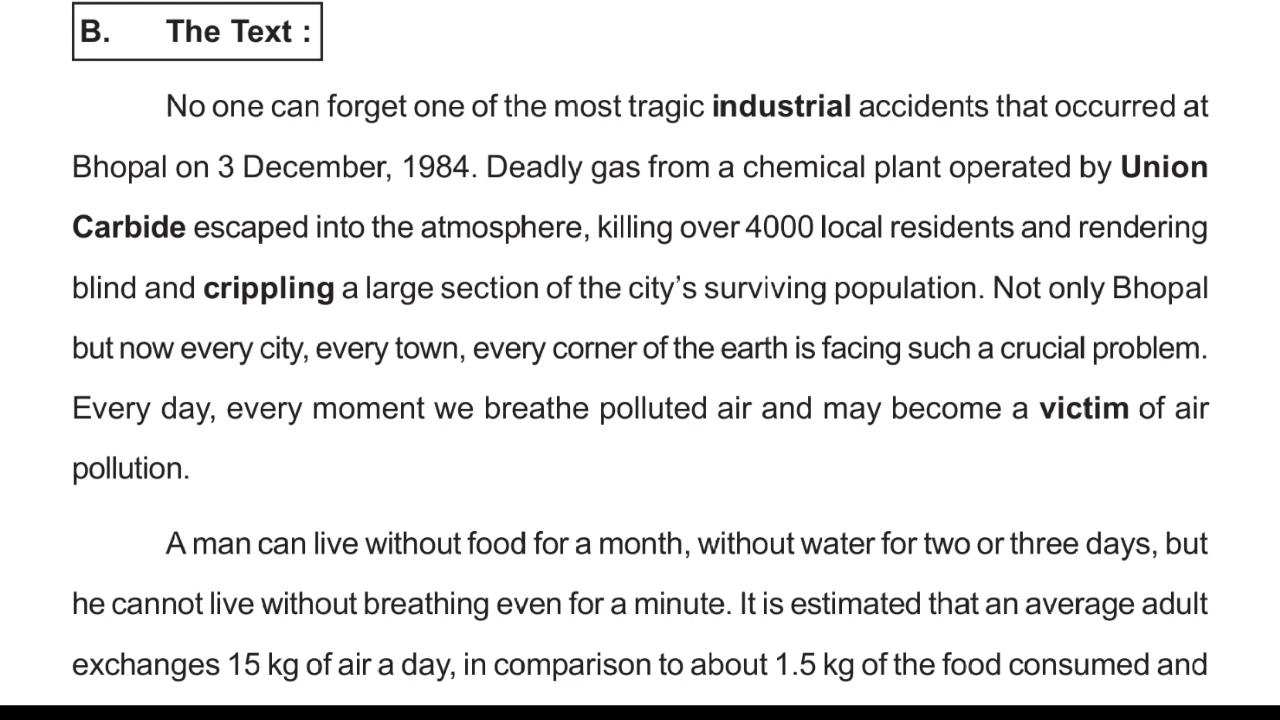 B. The Text :
No one can forget one of the most tragic industrial accidents that occurred at
Bhopal on 3 December, 1984. Deadly gas from a chemical plant operated by Union
Carbide escaped into the atmosphere, killing over 4000 local residents and rendering
blind and crippling a large section of the city's surviving population. Not only Bhopal
but now every city, every town, every corner of the earth is facing such a crucial problem.
Every day, every moment we breathe polluted air and may become a victim of air
pollution.
A man can live without food for a month, without water for two or three days, but
he cannot live without breathing even for a minute. It is estimated that an average adult
exchanges 15 kg of air a day, in comparison to about 1.5 kg of the food consumed and